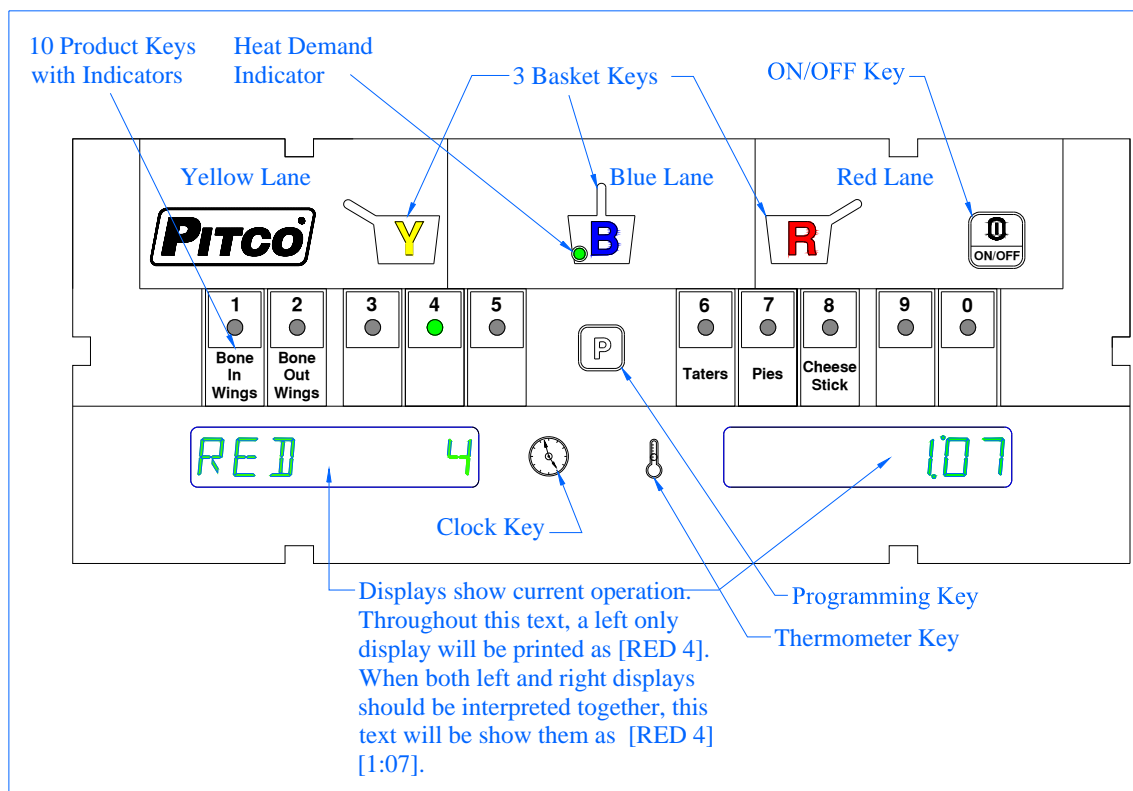 10 Product Keys
with Indicators
Heat Demand
Indicator
3 Basket Keys
ON/OFF Key
Yellow Lane
Blue Lane
Red Lane
PITCO
Y
B
R
ON/OFF
1
2
3
4
5
6
7
8
9
0
P
Bone
In
Wings
Bone
Out
Wings
Taters
Pies
Cheese
Stick
RED 4
1:07
Clock Key
Displays show current operation.
Throughout this text, a left only
display will be printed as [RED 4].
When both left and right displays
should be interpreted together, this
text will be show them as [RED 4]
[1:07].
Programming Key
Thermometer Key